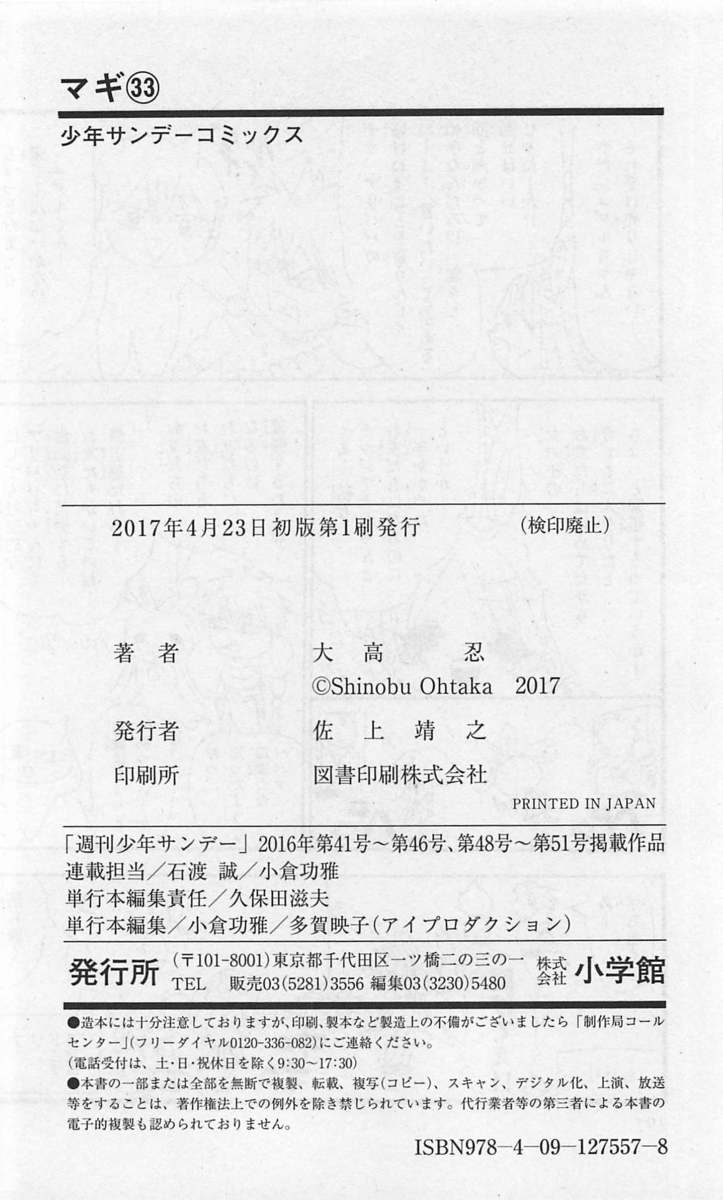 マギ㉝
少年サンデーコミックス
2017年4月23日初版第1刷発行 （検印廃止）
著者 大高 忍
©Shinobu Ohtaka 2017
発行者 佐上靖之
印刷所 図書印刷株式会社
PRINTED IN JAPAN
「週刊少年サンデー」2016年第41号〜第46号、第48号〜第51号掲載作品
連載担当／石渡 誠／小倉功雅
単行本編集責任／久保田滋夫
単行本編集／小倉功雅／多賀映子（アイプロダクション）
発行所 （〒101-8001）東京都千代田区一ツ橋二の三の一 株式会社 小学館
TEL 販売03(5281)3556 編集03(3230)5480
●造本には十分注意しておりますが、印刷、製本など製造上の不備がございましたら「制作局コール
センター」（フリーダイヤル0120-336-082）にご連絡ください。
（電話受付は、土・日・祝休日を除く9:30〜17:30）
●本書の一部または全部を無断で複製、転載、複写（コピー）、スキャン、デジタル化、上演、放送
等をすることは、著作権法上での例外を除き禁じられています。代行業者等の第三者による本書の
電子的複製も認められておりません。
ISBN978-4-09-127557-8